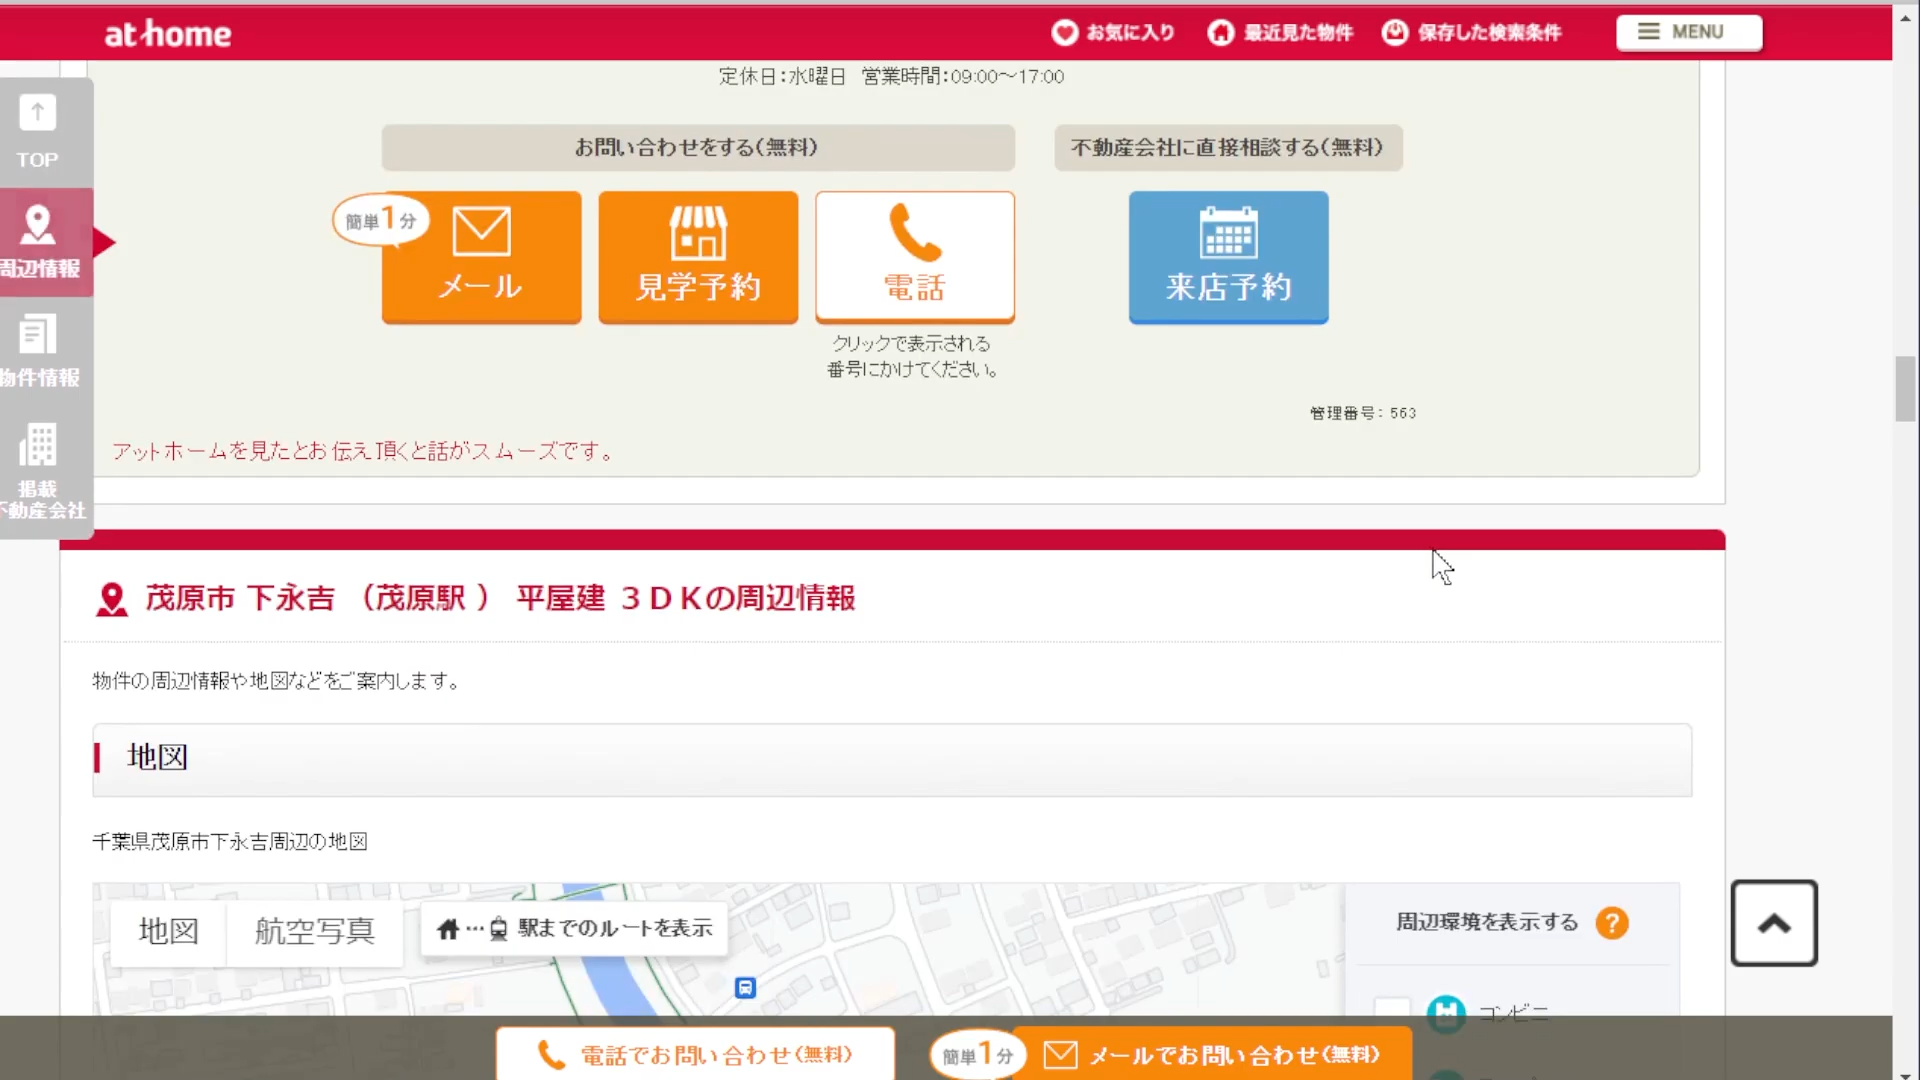 at home
お気に入り
最近見た物件
保存した検索条件
MENU
定休日：水曜日 営業時間：09:00～17:00
TOP
周辺情報
物件情報
掲載
不動産会社
お問い合わせをする（無料）
不動産会社に直接相談する（無料）
簡単1分
メール
見学予約
電話
来店予約
クリックで表示される
番号にかけてください。
管理番号：563
アットホームを見たとお伝え頂くと話がスムーズです。
茂原市 下永吉 （茂原駅 ） 平屋建 ３ＤＫの周辺情報
物件の周辺情報や地図などをご案内します。
地図
千葉県茂原市下永吉周辺の地図
地図
航空写真
駅までのルートを表示
周辺環境を表示する
?
コンビニ
電話でお問い合わせ（無料）
簡単1分
メールでお問い合わせ（無料）